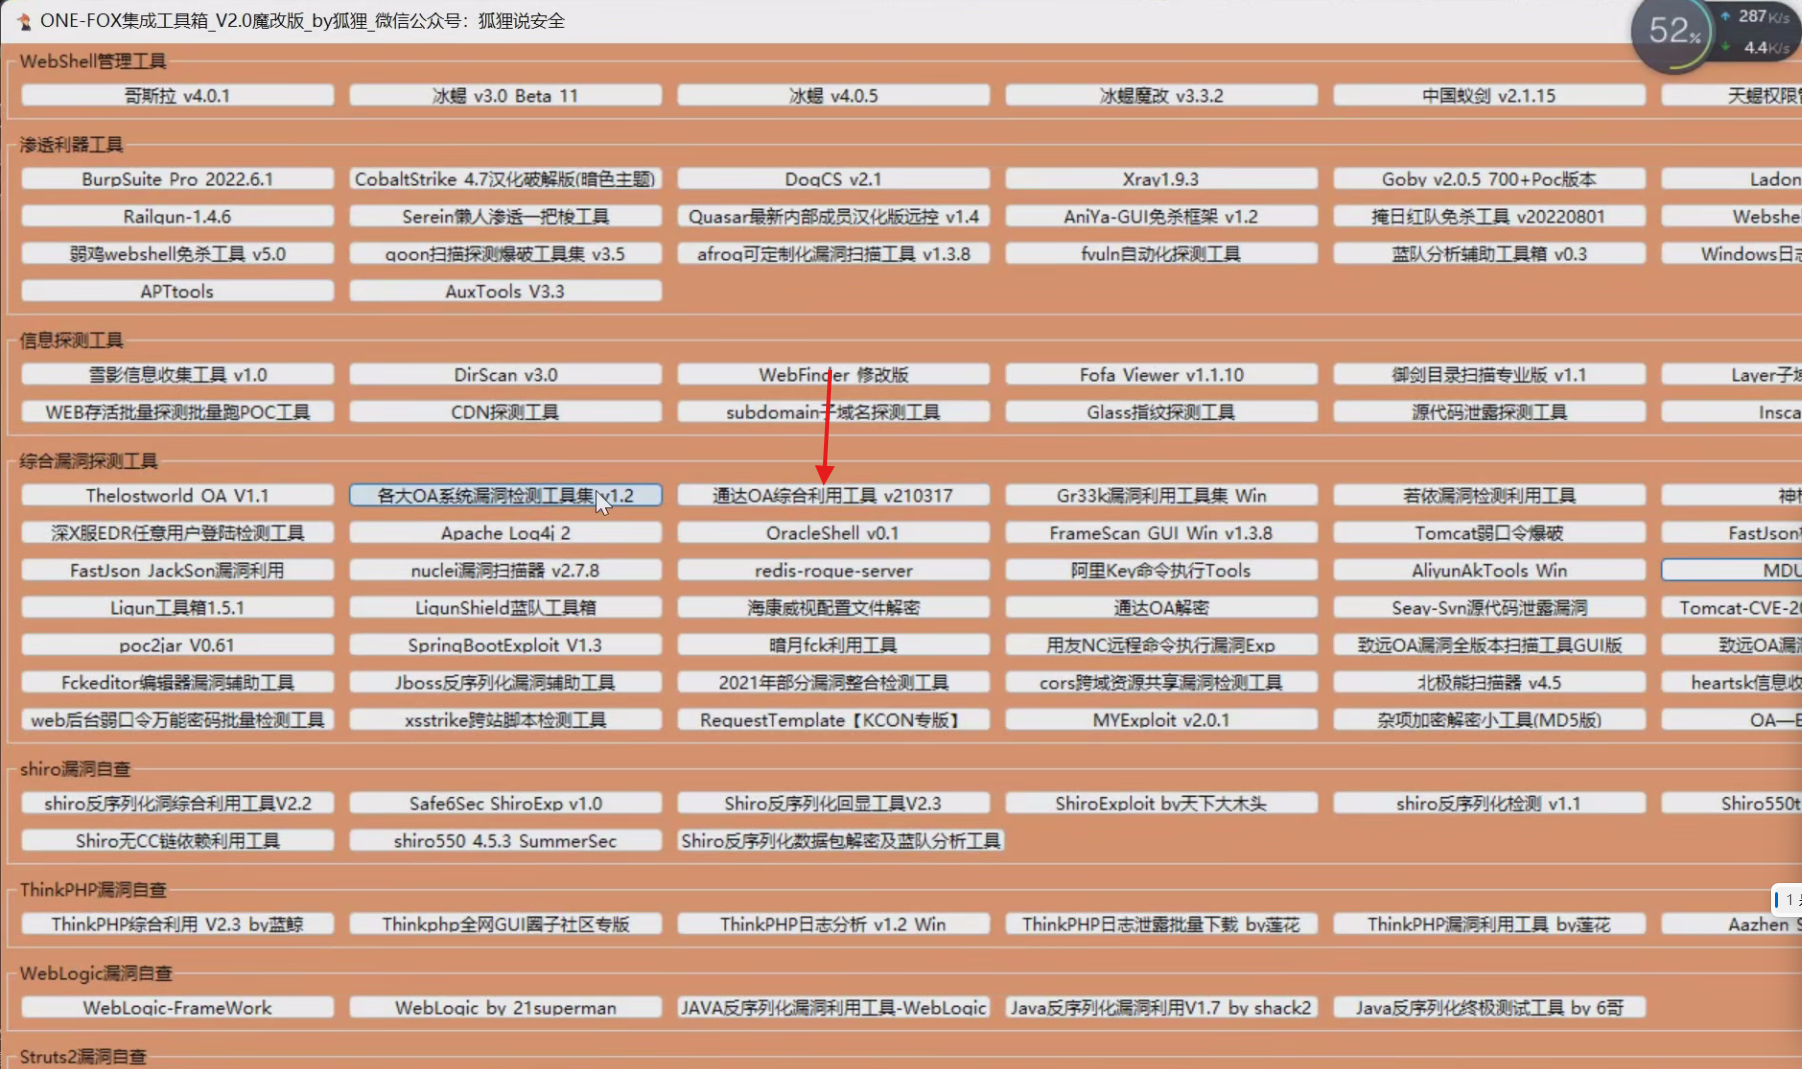 ONE-FOX集成工具箱_V2.0魔改版_by狐狸_微信公众号：狐狸说安全
52%
287K/s
4.4K/s
WebShell管理工具
哥斯拉 v4.0.1
冰蝎 v3.0 Beta 11
冰蝎 v4.0.5
冰蝎魔改 v3.3.2
中国蚁剑 v2.1.15
天蝎权限
渗透利器工具
BurpSuite Pro 2022.6.1
CobaltStrike 4.7汉化破解版(暗色主题)
DogCS v2.1
Xray1.9.3
Goby v2.0.5 700+Poc版本
Ladon
Railgun-1.4.6
Serein懒人渗透一把梭工具
Quasar最新内部成员汉化版远控 v1.4
AniYa-GUI免杀框架 v1.2
掩日红队免杀工具 v20220801
Webshe
弱鸡webshell免杀工具 v5.0
goon扫描探测爆破工具集 v3.5
afrog可定制化漏洞扫描工具 v1.3.8
fvuln自动化探测工具
蓝队分析辅助工具箱 v0.3
Windows日志
APTtools
AuxTools V3.3
信息探测工具
雪影信息收集工具 v1.0
DirScan v3.0
WebFinder 修改版
Fofa Viewer v1.1.10
御剑目录扫描专业版 v1.1
Layer子域
WEB存活批量探测批量跑POC工具
CDN探测工具
subdomain子域名探测工具
Glass指纹探测工具
源代码泄露探测工具
Insca
综合漏洞探测工具
Thelostworld OA V1.1
各大OA系统漏洞检测工具集 v1.2
通达OA综合利用工具 v210317
Gr33k漏洞利用工具集 Win
若依漏洞检测利用工具
神
深X服EDR任意用户登陆检测工具
Apache Log4j 2
OracleShell v0.1
FrameScan GUI Win v1.3.8
Tomcat弱口令爆破
FastJson
FastJson JackSon漏洞利用
nuclei漏洞扫描器 v2.7.8
redis-rogue-server
阿里Key命令执行Tools
AliyunAkTools Win
MDU
Liqun工具箱1.5.1
LiqunShield蓝队工具箱
海康威视配置文件解密
通达OA解密
Seay-Svn源代码泄露漏洞
Tomcat-CVE-20
poc2jar V0.61
SpringBootExploit V1.3
暗月fck利用工具
用友NC远程命令执行漏洞Exp
致远OA漏洞全版本扫描工具GUI版
致远OA漏
Fckeditor编辑器漏洞辅助工具
Jboss反序列化漏洞辅助工具
2021年部分漏洞整合检测工具
cors跨域资源共享漏洞检测工具
北极熊扫描器 v4.5
heartsk信息收
web后台弱口令万能密码批量检测工具
xsstrike跨站脚本检测工具
RequestTemplate【KCON专版】
MYExploit v2.0.1
杂项加密解密小工具(MD5版)
OA—E
shiro漏洞自查
shiro反序列化洞综合利用工具V2.2
Safe6Sec ShiroExp v1.0
Shiro反序列化回显工具V2.3
ShiroExploit by天下大木头
shiro反序列化检测 v1.1
Shiro550t
Shiro无CC链依赖利用工具
shiro550 4.5.3 SummerSec
Shiro反序列化数据包解密及蓝队分析工具
ThinkPHP漏洞自查
ThinkPHP综合利用 V2.3 by蓝鲸
Thinkphp全网GUI圈子社区专版
ThinkPHP日志分析 v1.2 Win
ThinkPHP日志泄露批量下载 by莲花
ThinkPHP漏洞利用工具 by莲花
Aazhen S
WebLogic漏洞自查
WebLogic-FrameWork
WebLogic by 21superman
JAVA反序列化漏洞利用工具-WebLogic
Java反序列化漏洞利用V1.7 by shack2
Java反序列化终极测试工具 by 6哥
Struts2漏洞自查